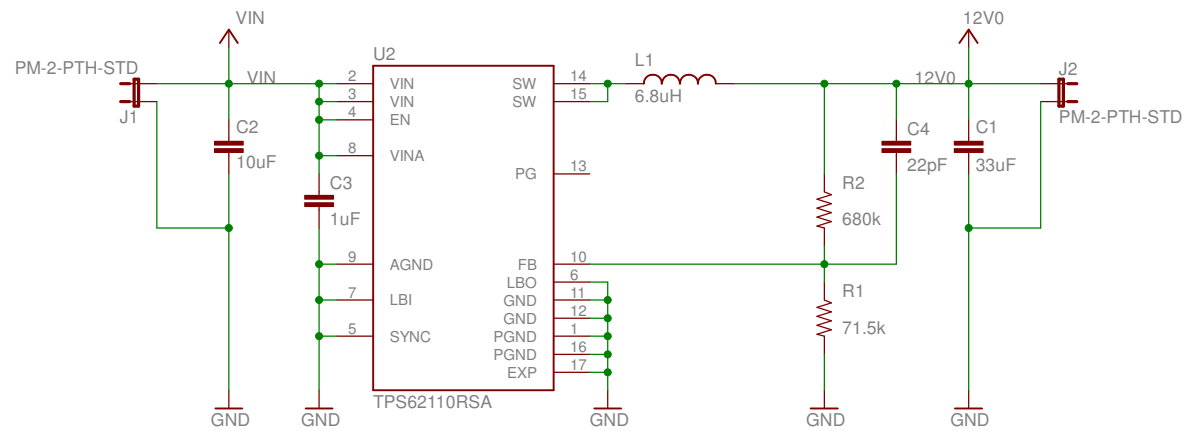 VIN
12V0
U2
PM-2-PTH-STD
VIN
2
VIN
SW
14
L1
12V0
J2
3
VIN
SW
15
6.8uH
J1
4
EN
PM-2-PTH-STD
C2
10uF
8
VINA
C4
22pF
C1
33uF
PG
13
C3
1uF
R2
680k
9
AGND
FB
10
LBO
6
7
LBI
GND
11
R1
GND
12
71.5k
5
SYNC
PGND
1
PGND
16
EXP
17
TPS62110RSA
GND
GND
GND
GND
GND